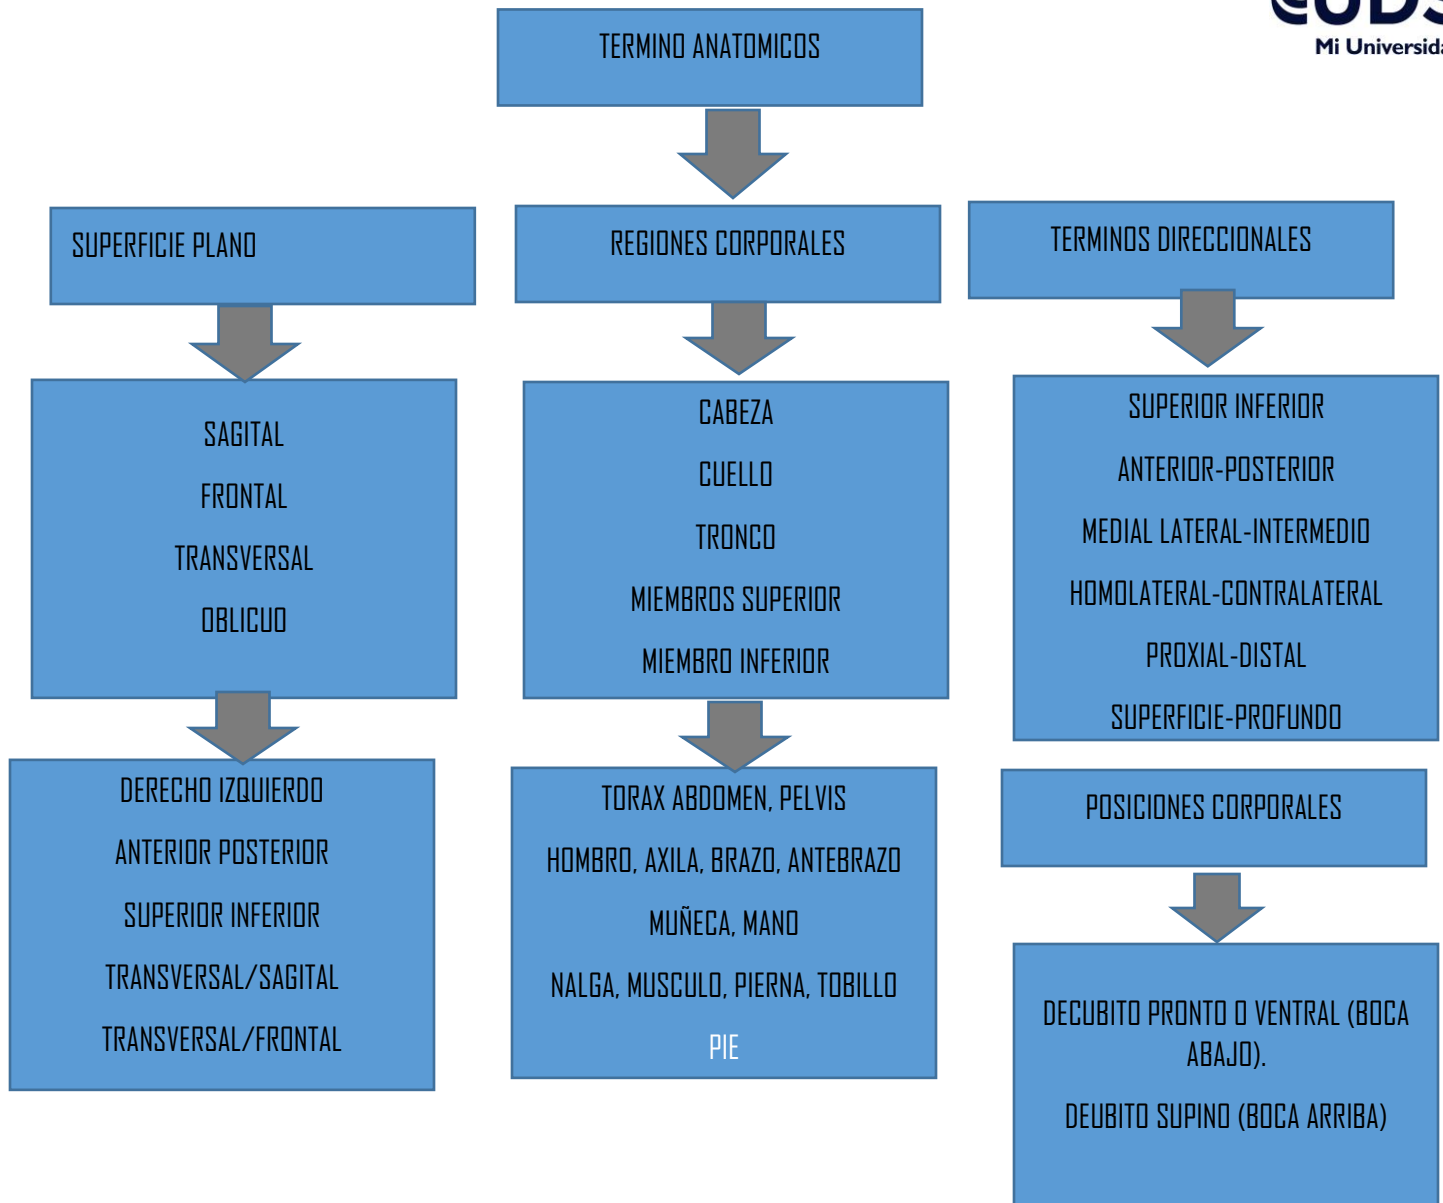 Mi Universida
TERMINO ANATOMICOS
SUPERFICIE PLANO
SAGITAL
FRONTAL
TRANSVERSAL
OBLICUO
DERECHO IZQUIERDO
ANTERIOR POSTERIOR
SUPERIOR INFERIOR
TRANSVERSAL/SAGITAL
TRANSVERSAL/FRONTAL
REGIONES CORPORALES
CABEZA
CUELLO
TRONCO
MIEMBROS SUPERIOR
MIEMBRO INFERIOR
TORAX ABDOMEN, PELVIS
HOMBRO, AXILA, BRAZO, ANTEBRAZO
MUÑECA, MANO
NALGA, MUSCULO, PIERNA, TOBILLO
PIE
TERMINOS DIRECCIONALES
SUPERIOR INFERIOR
ANTERIOR-POSTERIOR
MEDIAL LATERAL-INTERMEDIO
HOMOLATERAL-CONTRALATERAL
PROXIAL-DISTAL
SUPERFICIE-PROFUNDO
POSICIONES CORPORALES
DECUBITO PRONTO O VENTRAL (BOCA
ABAJO).
DEUBITO SUPINO (BOCA ARRIBA)